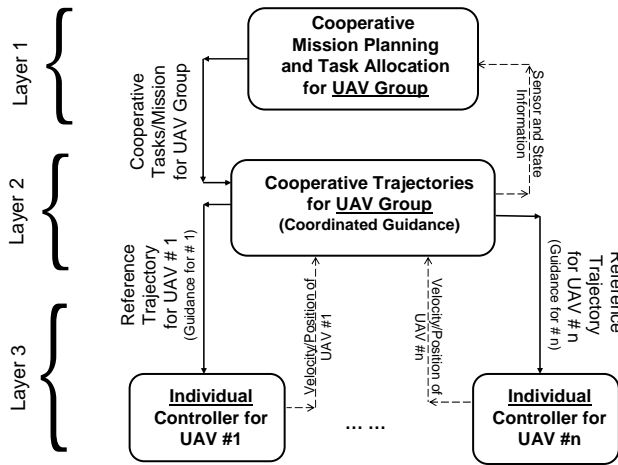 Layer 1
Cooperative
Mission Planning
and Task Allocation
for UAV Group
Cooperative
Tasks/Mission
for UAV Group
Sensor and State
Information
Layer 2
Cooperative Trajectories
for UAV Group
(Coordinated Guidance)
Reference
Trajectory
for UAV # 1
(Guidance for # 1)
Velocity/Position of
UAV #1
Velocity/Position of
UAV #n
Reference
Trajectory
for UAV # n
(Guidance for # n)
Layer 3
Individual
Controller for
UAV #1
... ...
Individual
Controller for
UAV #n